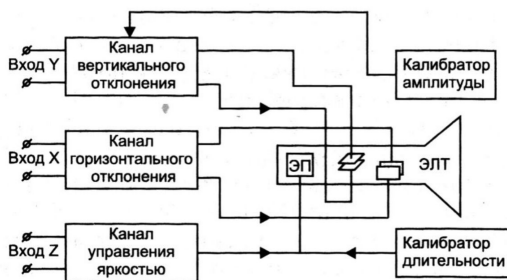 Вход Y
Канал
вертикального
отклонения
Калибратор
амплитуды
Вход X
Канал
горизонтального
отклонения
ЭП
ЭЛТ
Вход Z
Канал
управления
яркостью
Калибратор
длительности